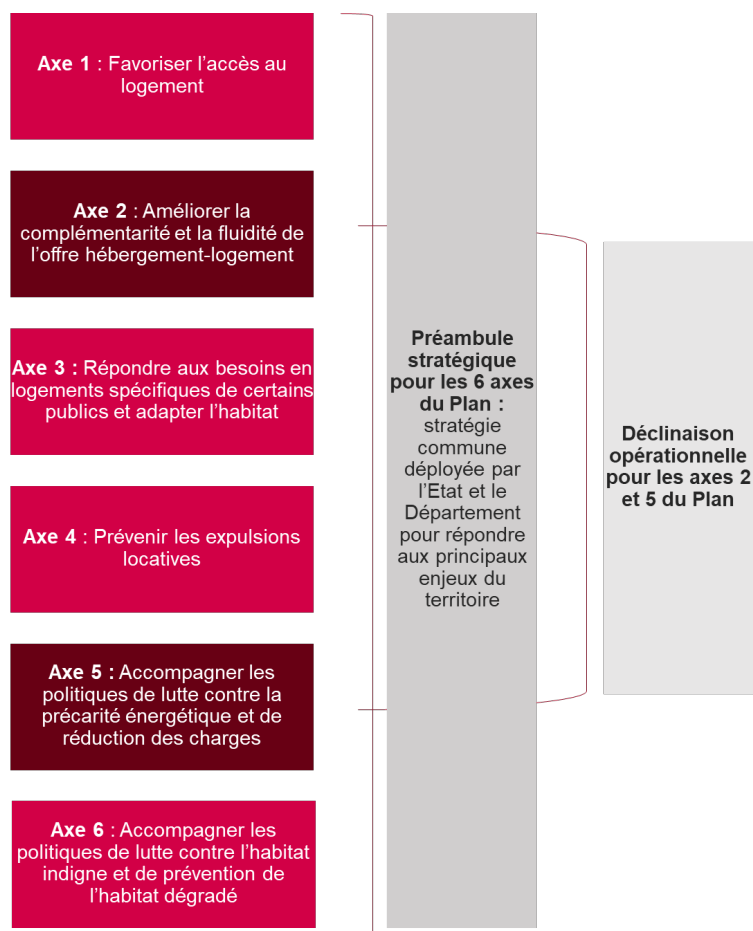 Axe 1 : Favoriser l’accès au
logement
Axe 2 : Améliorer la
complémentarité et la fluidité de
l’offre hébergement-logement
Axe 3 : Répondre aux besoins en
logements spécifiques de certains
publics et adapter l’habitat
Axe 4 : Prévenir les expulsions
locatives
Axe 5 : Accompagner les
politiques de lutte contre la
précarité énergétique et de
réduction des charges
Axe 6 : Accompagner les
politiques de lutte contre l’habitat
indigne et de prévention de
l’habitat dégradé
Préambule
stratégique
pour les 6 axes
du Plan :
stratégie
commune
déployée par
l’Etat et le
Département
pour répondre
aux principaux
enjeux du
territoire
Déclinaison
opérationnelle
pour les axes 2
et 5 du Plan